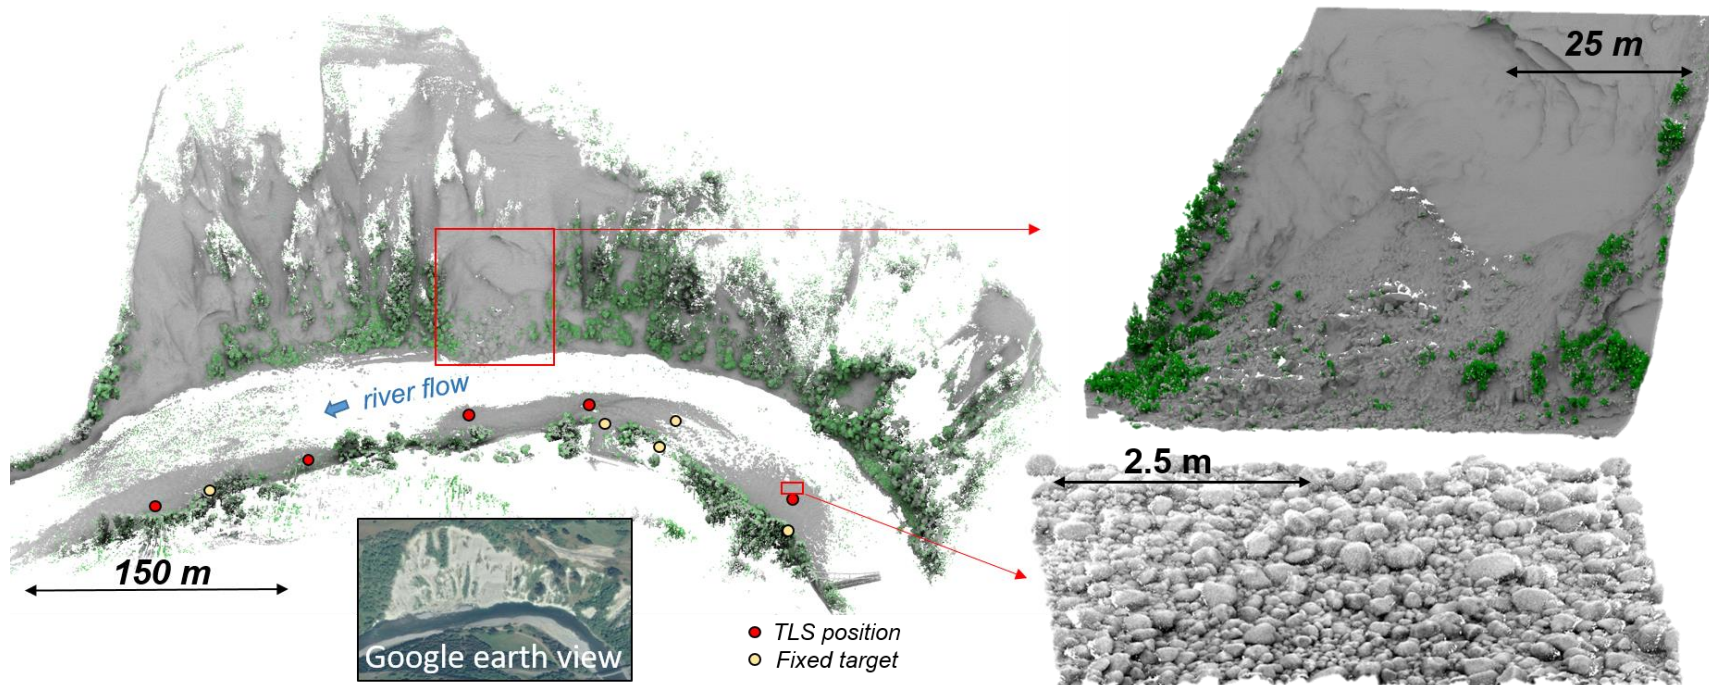 25 m
river flow
2.5 m
150 m
Google earth view
TLS position
Fixed target